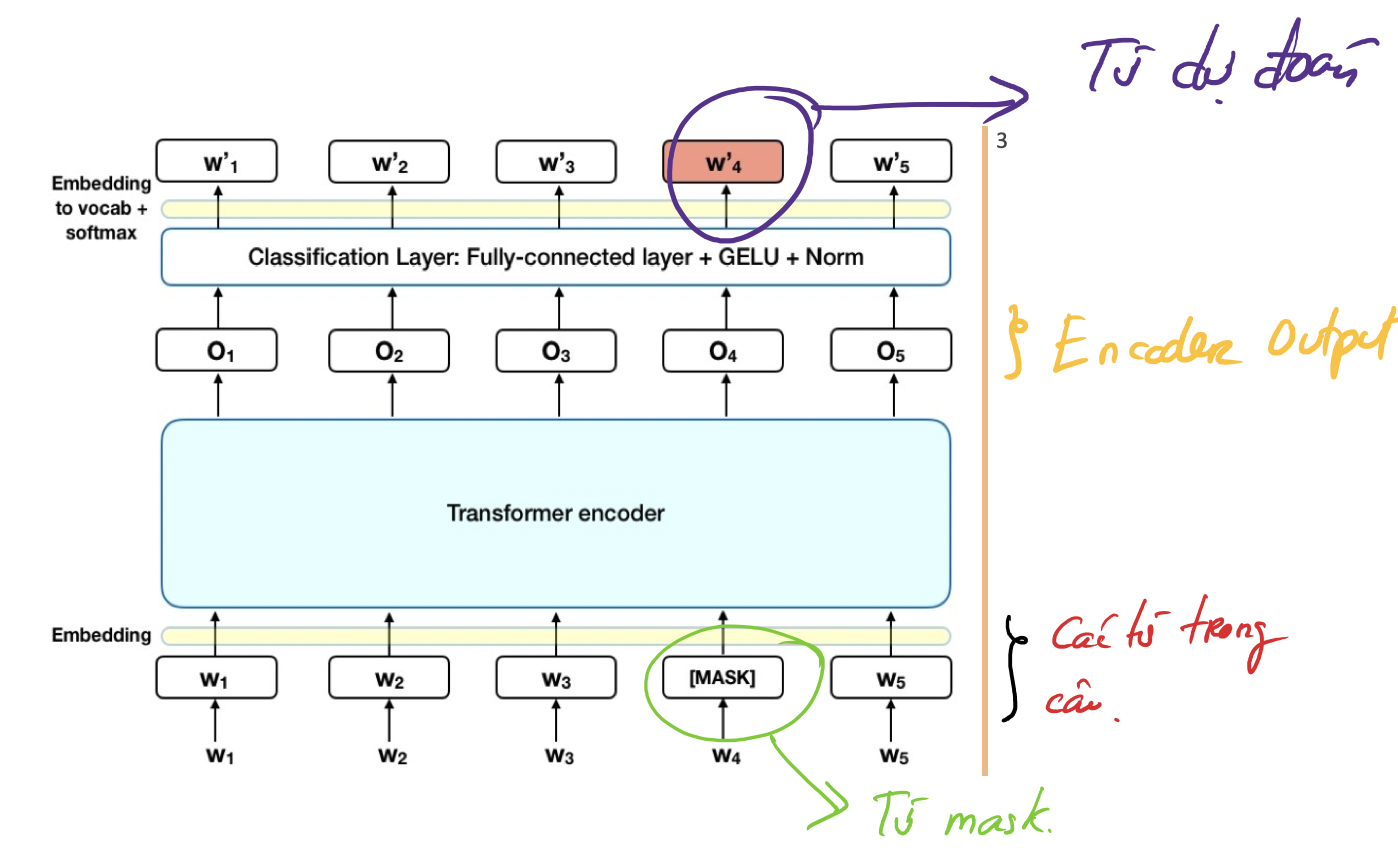 Từ dự đoán
3
w'1 w'2 w'3 w'4 w'5
Embedding
to vocab +
softmax
Classification Layer: Fully-connected layer + GELU + Norm
O1 O2 O3 O4 O5
Encoder Output
Transformer encoder
Embedding
Các từ trong
câu.
W1 W2 W3 [MASK] W5
W1 W2 W3 W4 W5
Từ mask.